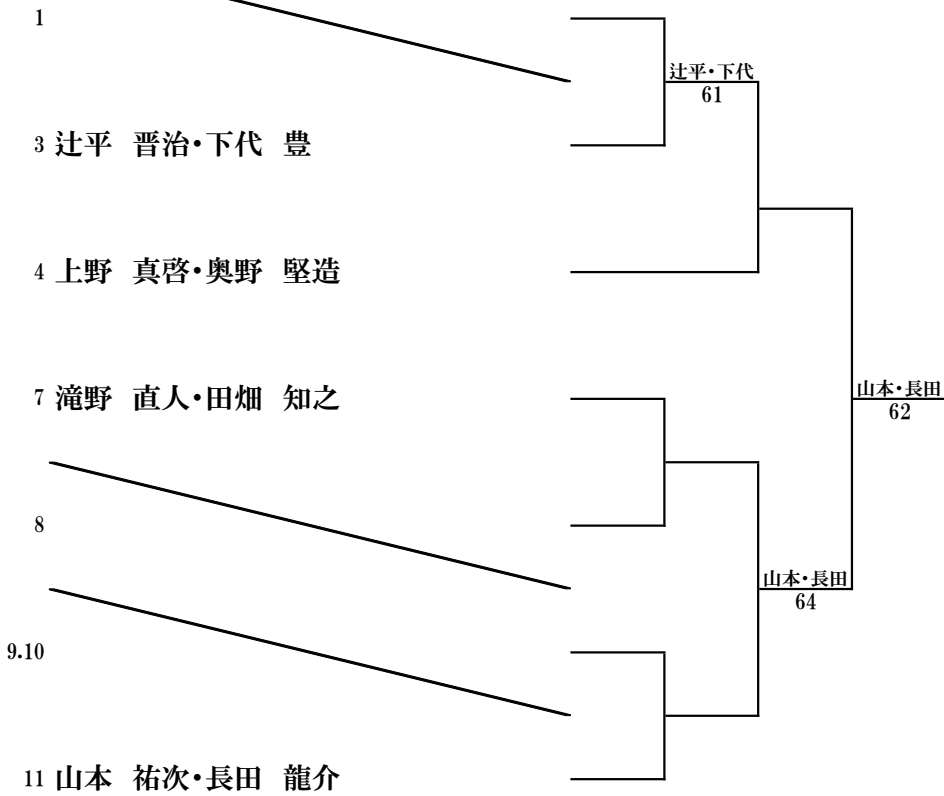 1
辻平・下代
61
3 辻平 晋治・下代 豊
4 上野 真啓・奥野 堅造
7 滝野 直人・田畑 知之
山本・長田
62
8
山本・長田
64
9.10
11 山本 祐次・長田 龍介